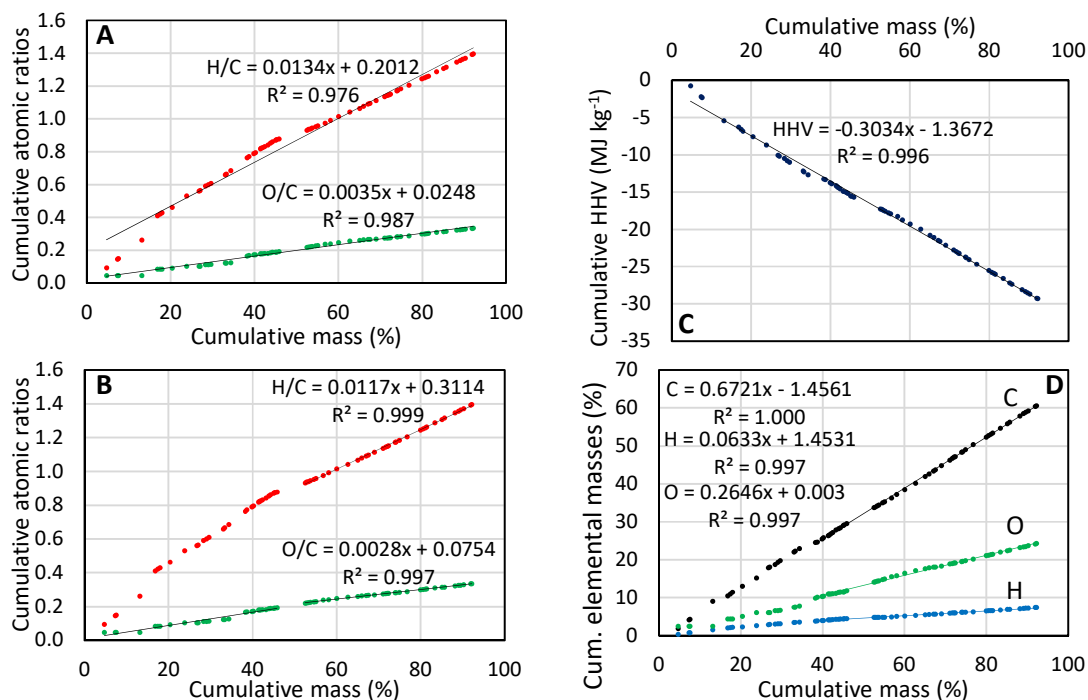 A
Cumulative atomic ratios
1.6
1.4
1.2
1.0
0.8
0.6
0.4
0.2
0.0
H/C = 0.0134x + 0.2012
R² = 0.976
O/C = 0.0035x + 0.0248
R² = 0.987
0 20 40 60 80 100
Cumulative mass (%)
Cumulative mass (%)
0 20 40 60 80 100
Cumulative HHV (MJ kg⁻¹)
0
-5
-10
-15
-20
-25
-30
-35
HHV = -0.3034x - 1.3672
R² = 0.996
C
B
Cumulative atomic ratios
1.6
1.4
1.2
1.0
0.8
0.6
0.4
0.2
0.0
H/C = 0.0117x + 0.3114
R² = 0.999
O/C = 0.0028x + 0.0754
R² = 0.997
0 20 40 60 80 100
Cumulative mass (%)
D
Cum. elemental masses (%)
70
60
50
40
30
20
10
0
C = 0.6721x - 1.4561
R² = 1.000
H = 0.0633x + 1.4531
R² = 0.997
O = 0.2646x + 0.003
R² = 0.997
C
O
H
0 20 40 60 80 100
Cumulative mass (%)